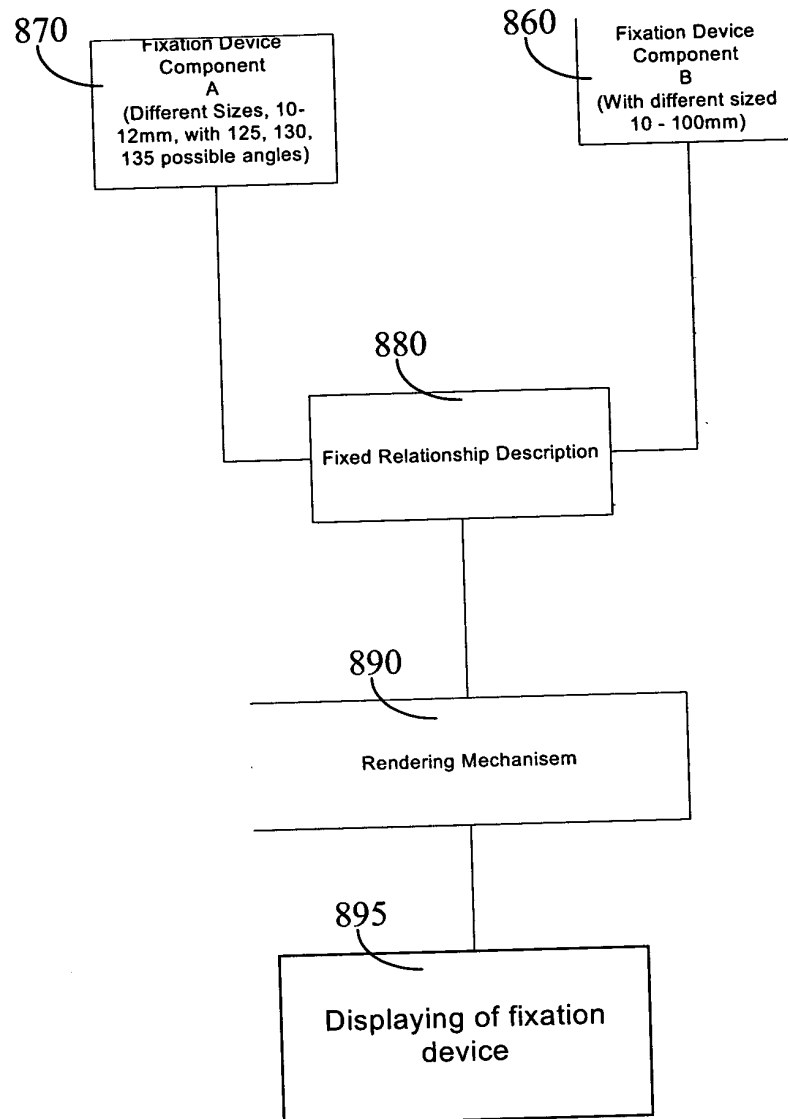 870
Fixation Device
Component
A
(Different Sizes, 10-
12mm, with 125, 130,
135 possible angles)
860
Fixation Device
Component
B
(With different sized
10 - 100mm)
880
Fixed Relationship Description
890
Rendering Mechanisem
895
Displaying of fixation
device